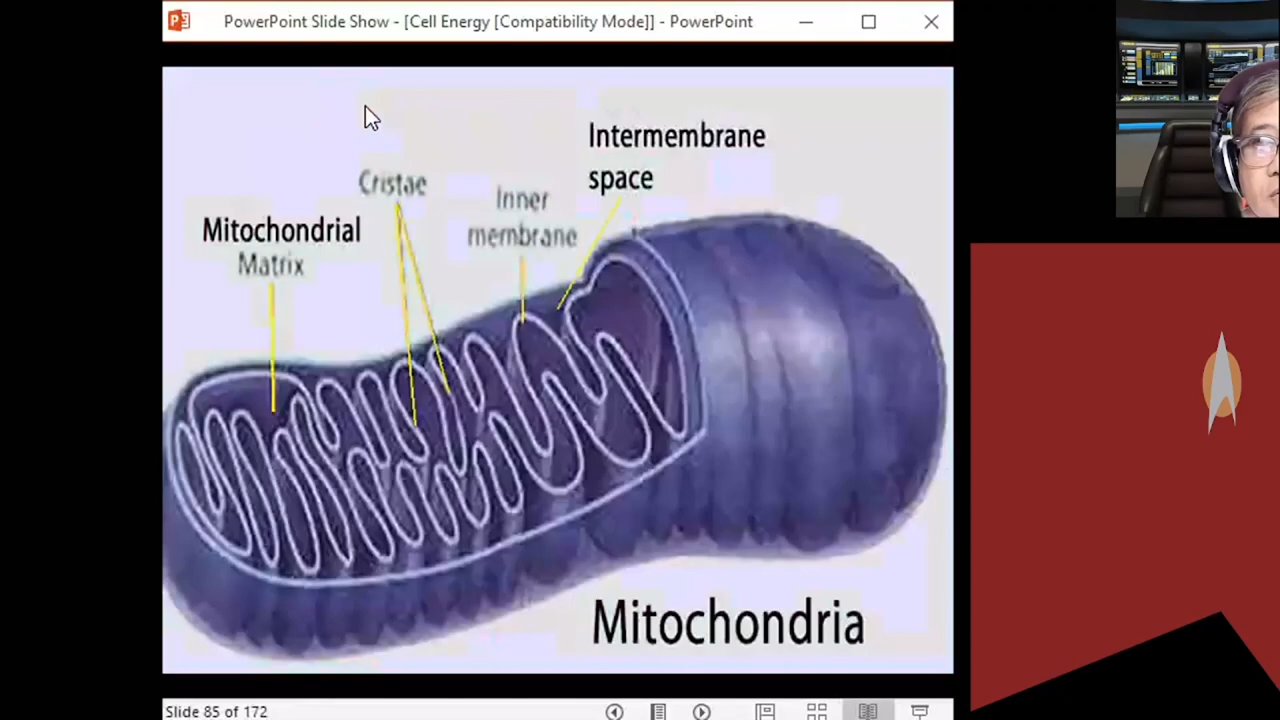 PowerPoint Slide Show - [Cell Energy [Compatibility Mode]] - PowerPoint
Intermembrane
space
Cristae
Inner
membrane
Mitochondrial
Matrix
Mitochondria
Slide 85 of 172